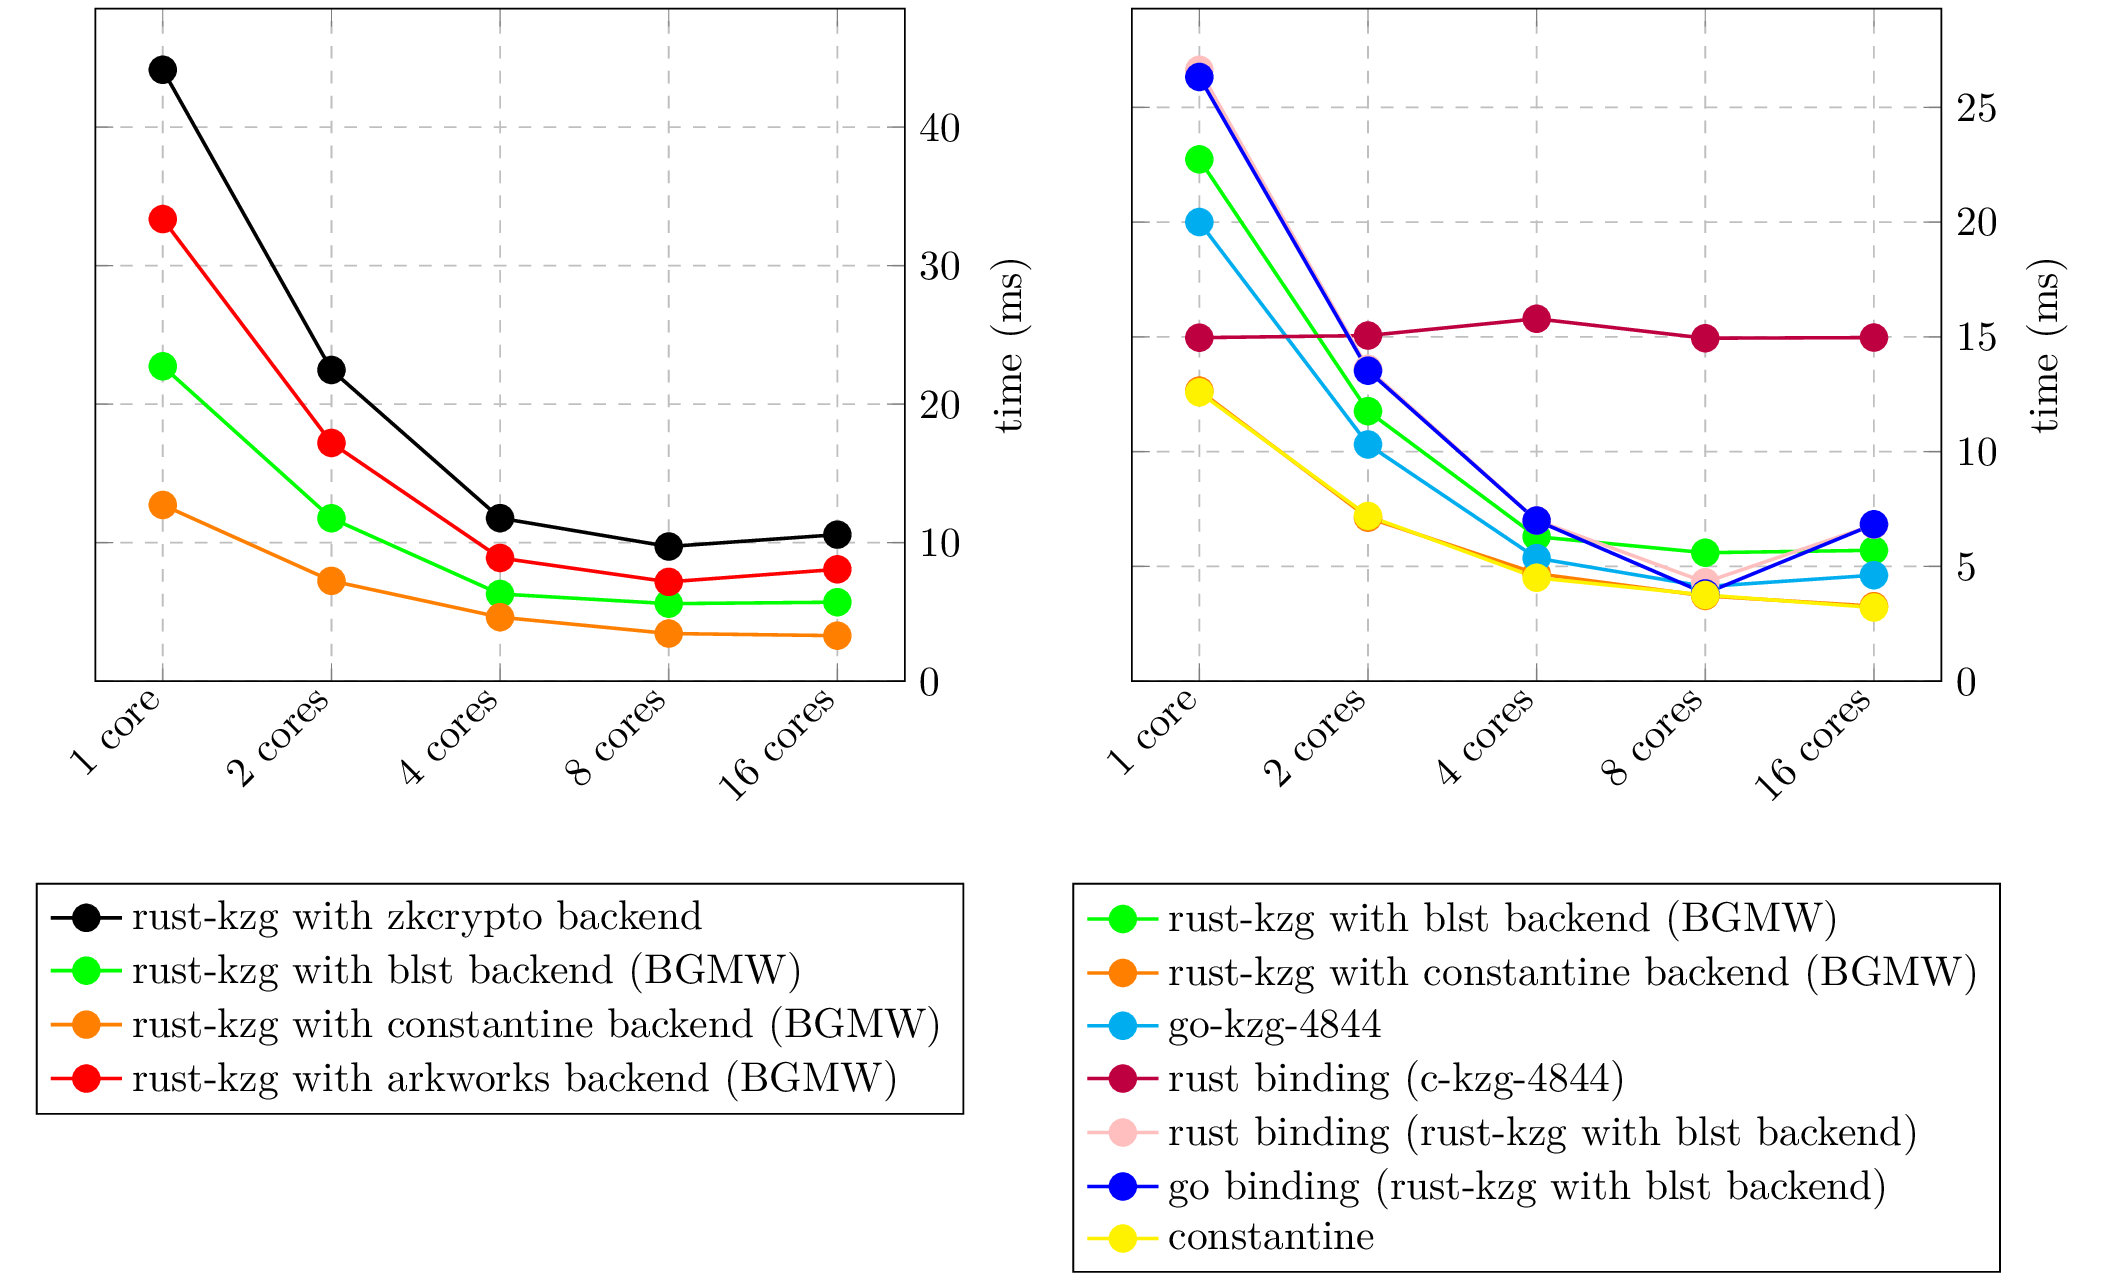 40
30
20
10
0
time (ms)
1 core
2 cores
4 cores
8 cores
16 cores
rust-kzg with zkcrypto backend
rust-kzg with blst backend (BGMW)
rust-kzg with constantine backend (BGMW)
rust-kzg with arkworks backend (BGMW)
25
20
15
10
5
0
time (ms)
1 core
2 cores
4 cores
8 cores
16 cores
rust-kzg with blst backend (BGMW)
rust-kzg with constantine backend (BGMW)
go-kzg-4844
rust binding (c-kzg-4844)
rust binding (rust-kzg with blst backend)
go binding (rust-kzg with blst backend)
constantine